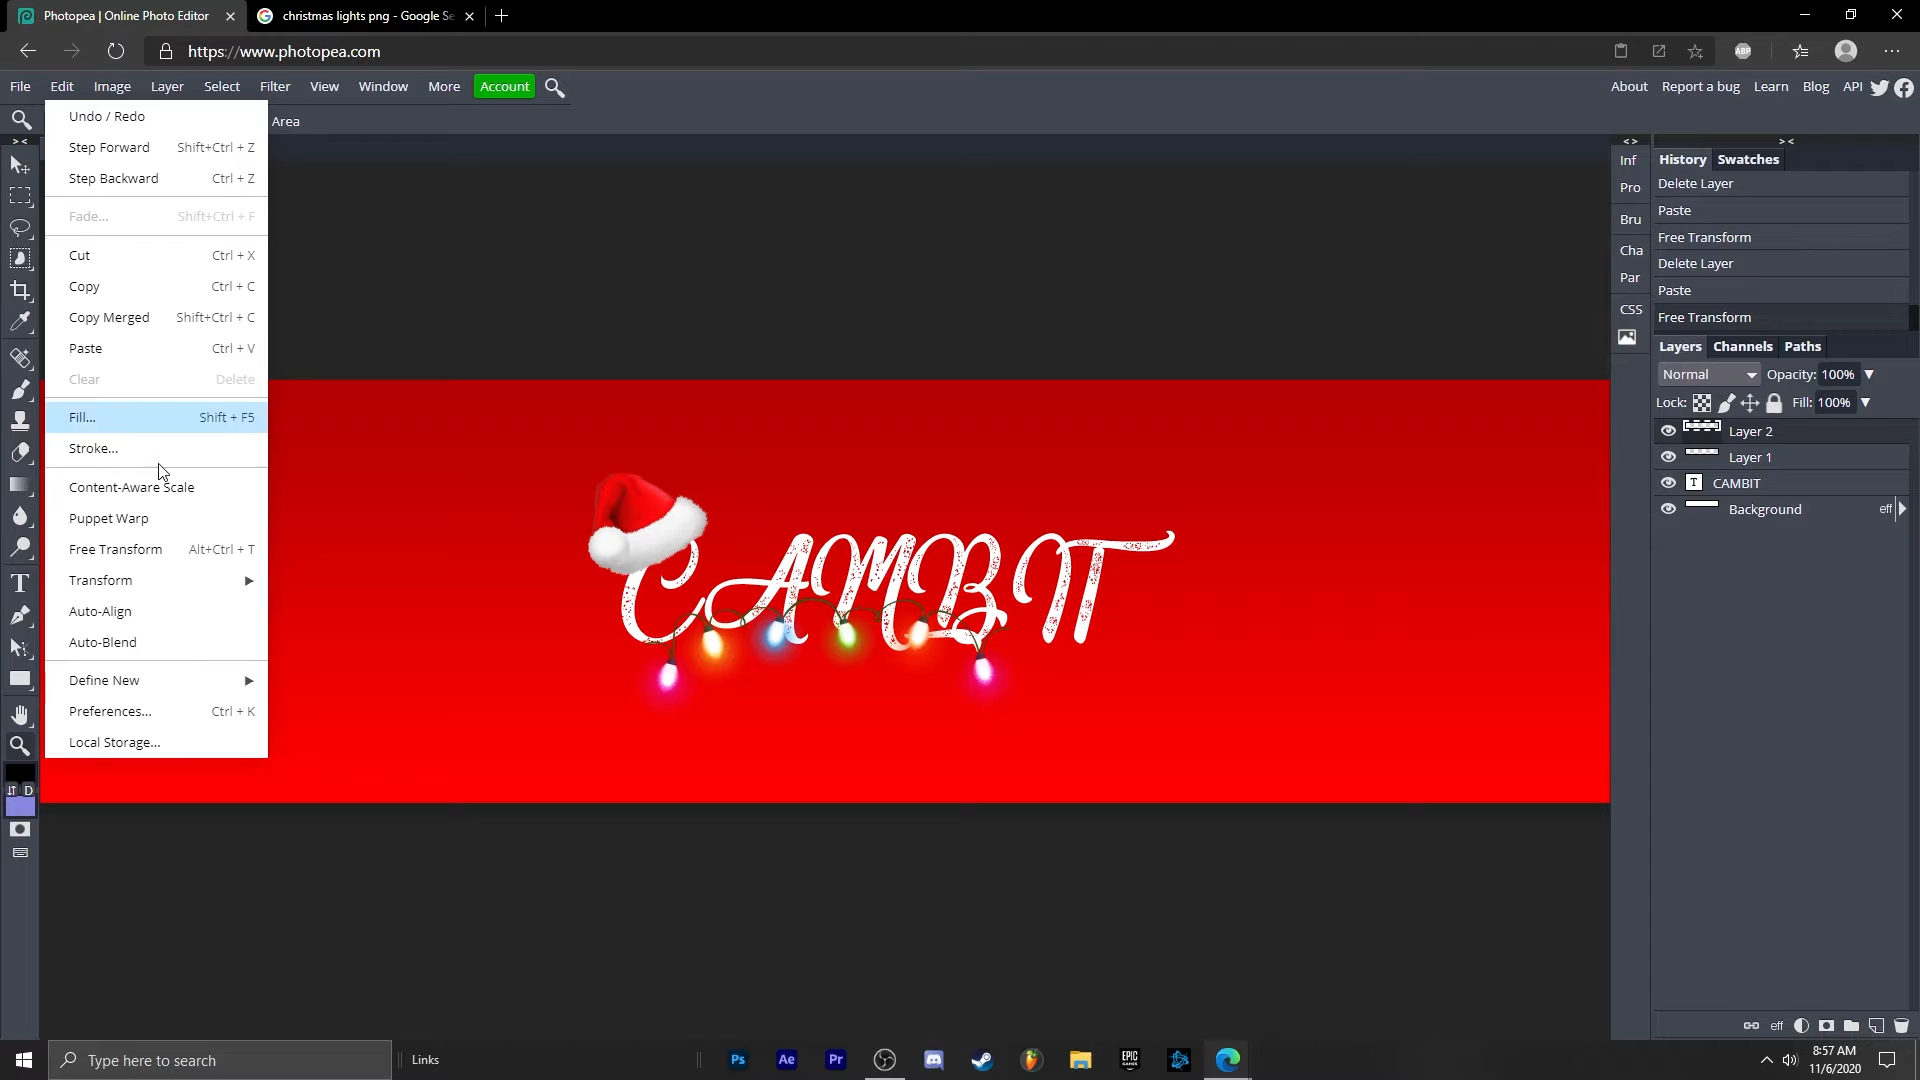 Photopea | Online Photo Editor
christmas lights png - Google Se
https://www.photopea.com
ABP
File Edit Image Layer Select Filter View Window More Account
About Report a bug Learn Blog API
Area
Undo / Redo
Step Forward Shift+Ctrl + Z
Step Backward Ctrl + Z
Fade... Shift+Ctrl + F
Cut Ctrl + X
Copy Ctrl + C
Copy Merged Shift+Ctrl + C
Paste Ctrl + V
Clear Delete
Fill... Shift + F5
Stroke...
Content-Aware Scale
Puppet Warp
Free Transform Alt+Ctrl + T
Transform
Auto-Align
Auto-Blend
Define New
Preferences... Ctrl + K
Local Storage...
T
D
CAMBIT
> <
< >
> <
Inf
Pro
Bru
Cha
Par
CSS
History Swatches
Delete Layer
Paste
Free Transform
Delete Layer
Paste
Free Transform
Layers Channels Paths
Normal Opacity: 100%
Lock: Fill: 100%
Layer 2
Layer 1
T CAMBIT
Background eff
eff
Type here to search
Links
Ps Ae Pr
EPIC GAMES
8:57 AM
11/6/2020